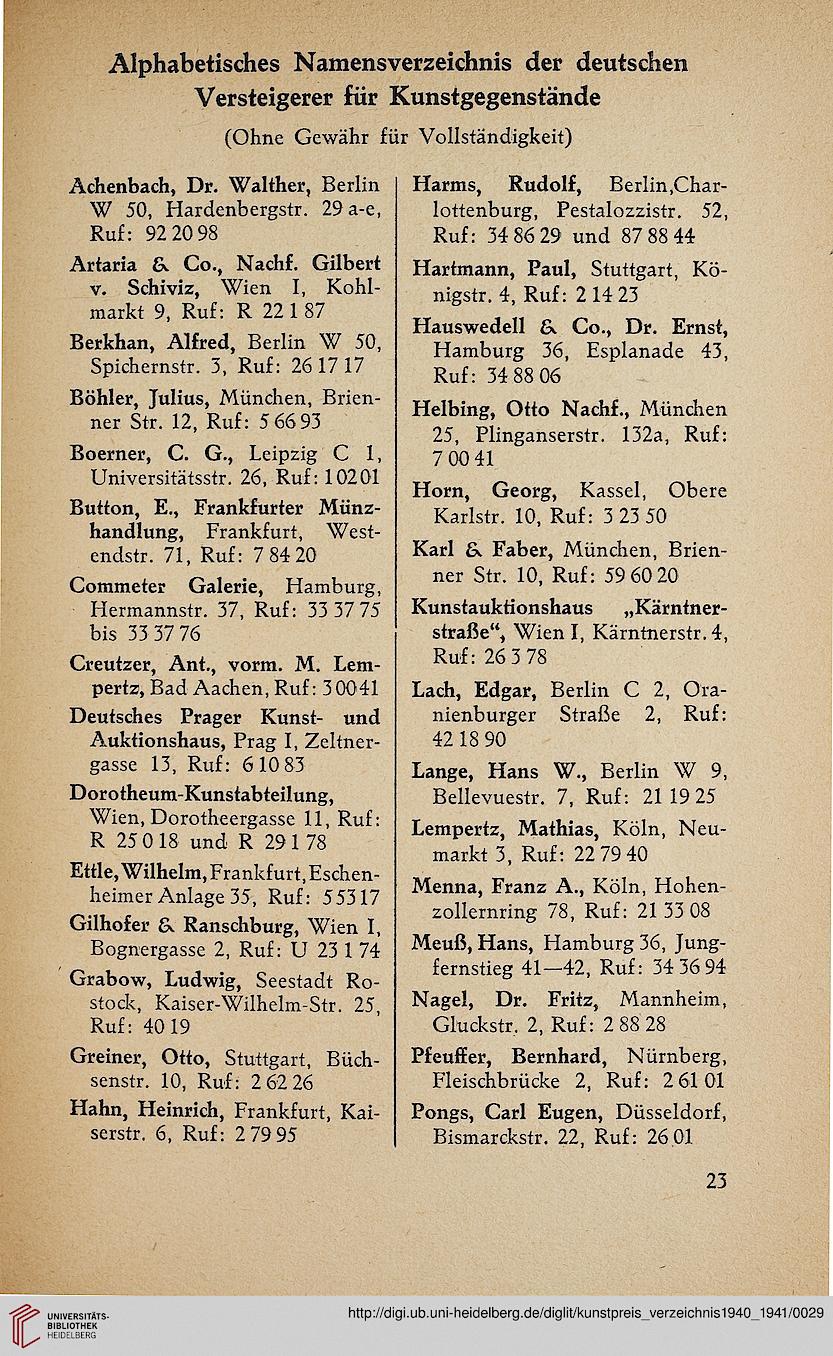 Alphabetisches Namensverzeichnis der deutschen
Versteigerer für Kunstgegenstände
(Ohne Gewähr für Vollständigkeit)
Achenbach, Dr. Walther, Berlin
W 50, Hardenbergstr. 29 a-e,
Ruf: 92 20 98
Artaria & Co., Nachf. Gilbert
v. Schiviz, Wien I, Kohl-
markt 9, Ruf: R 22 1 87
Berkhan, Alfred, Berlin W 50,
Spichernstr. 3, Ruf: 26 17 17
Böhler, Julius, München, Brien-
ner Str. 12, Ruf: 5 66 93
Boerner, C. G., Leipzig C 1,
Universitätsstr. 26, Ruf: 10201
Button, E., Frankfurter Münz-
handlung, Frankfurt, West-
endstr. 71, Ruf: 7 84 20
Commeter Galerie, Hamburg,
Hermannstr. 37, Ruf: 33 37 75
bis 33 37 76
Creutzer, Ant., vorm. M. Lem-
pertz, Bad Aachen, Ruf: 30041
Deutsches Prager Kunst- und
Auktionshaus, Prag I, Zeltner-
gasse 13, Ruf: 6 10 83
Dorotheum-Kunstabteilung,
Wien, Dorotheergasse 11, Ruf:
R 25 0 18 und R 29 1 78
Ettle, Wilhelm, Frankfurt, Eschen-
heimer Anlage 35, Ruf: 55317
Gilhofer & Ranschburg, Wien I,
Bognergasse 2, Ruf: U 23 1 74
Grabow, Ludwig, Seestadt Ro-
stock, Kaiser-Wilhelm-Str. 25,
Ruf: 40 19
Greiner, Otto, Stuttgart, Büch-
senstr. 10, Ruf: 2 62 26
Hahn, Heinrich, Frankfurt, Kai-
serstr. 6, Ruf: 2 79 95
Harms, Rudolf, Berlin,Char-
lottenburg, Pestalozzistr. 52,
Ruf: 34 86 29 und 87 88 44
Hartmann, Paul, Stuttgart, Kö-
nigstr. 4, Ruf: 2 14 23
Hauswedell & Co., Dr. Ernst,
Hamburg 36, Esplanade 43,
Ruf: 34 88 06
Helbing, Otto Nachf., München
25, Plinganserstr. 132a, Ruf:
7 00 41
Horn, Georg, Kassel, Obere
Karlstr. 10, Ruf: 3 23 50
Karl & Faber, München, Brien-
ner Str. 10, Ruf: 59 60 20
Kunstauktionshaus „Kärntner-
straße“, Wien I, Kärntnerstr. 4,
Ruf: 26 3 78
Lach, Edgar, Berlin C 2, Ora-
nienburger Straße 2, Ruf:
42 18 90
Lange, Hans W., Berlin W 9,
Bellevuestr. 7, Ruf: 21 19 25
Lempertz, Mathias, Köln, Neu-
markt 3, Ruf: 22 79 40
Menna, Franz A., Köln, Hohen-
zollernring 78, Ruf: 21 33 08
Meuß, Hans, Hamburg 36, Jung-
fernstieg 41—42, Ruf: 34 36 94
Nagel, Dr. Fritz, Mannheim,
Gluckstr. 2, Ruf: 2 88 28
Pfeuffer, Bernhard, Nürnberg,
Fleischbrücke 2, Ruf: 2 61 01
Pongs, Carl Eugen, Düsseldorf,
Bismarckstr. 22, Ruf: 26 01
23
UNIVERSITÄTS-
BIBLIOTHEK
HEIDELBERG
http://digi.ub.uni-heidelberg.de/diglit/kunstpreis_verzeichnis1940_1941/0029